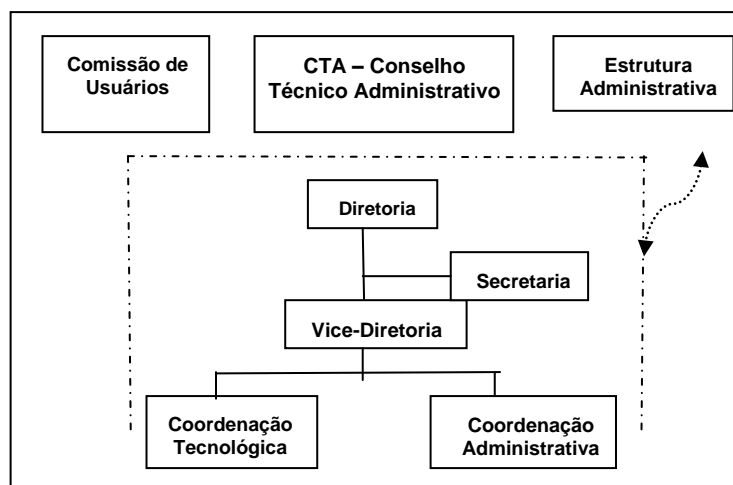 Comissão de
Usuários
CTA – Conselho
Técnico Administrativo
Estrutura
Administrativa
Diretoria
Secretaria
Vice-Diretoria
Coordenação
Tecnológica
Coordenação
Administrativa